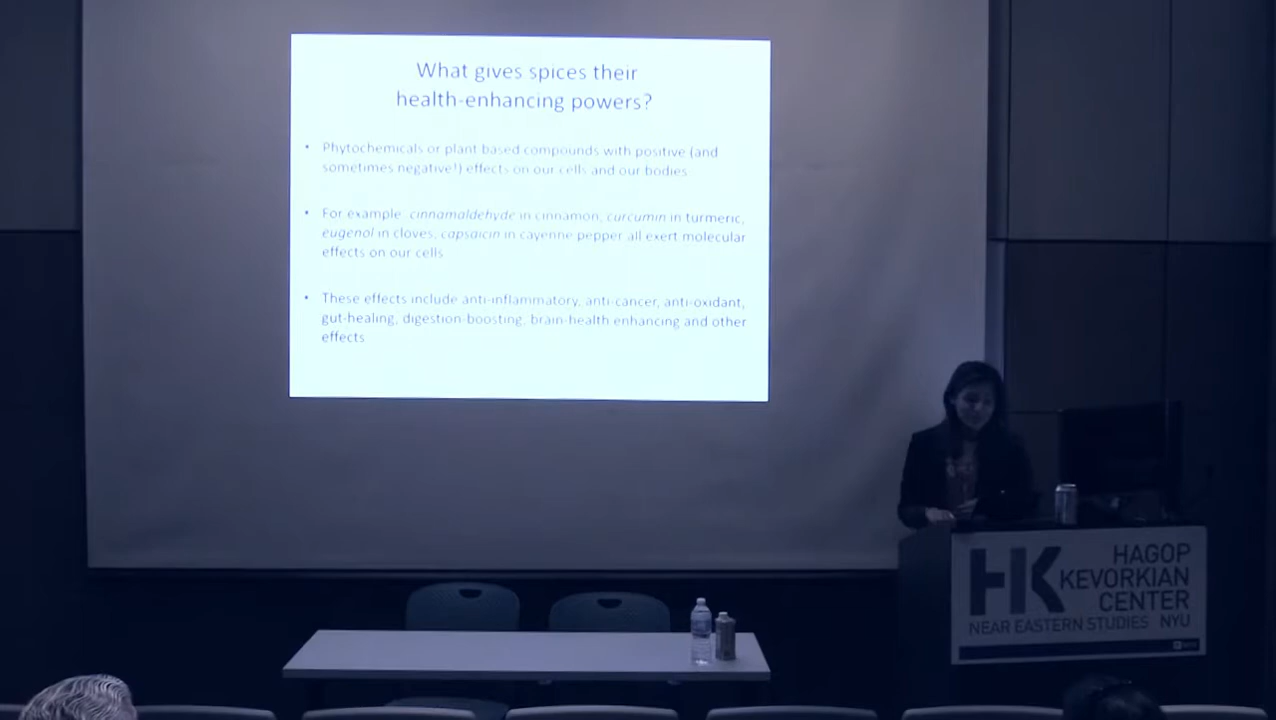 What gives spices their
health-enhancing powers?
• Phytochemicals or plant based compounds with positive (and
sometimes negative!) effects on our cells and our bodies
• For example cinnamaldehyde in cinnamon, curcumin in turmeric,
eugenol in cloves, capsaicin in cayenne pepper all exert molecular
effects on our cells
• These effects include anti-inflammatory, anti-cancer, anti-oxidant,
gut-healing, digestion-boosting, brain-health enhancing and other
effects
HK
HAGOP
KEVORKIAN
CENTER
NEAR EASTERN STUDIES NYU